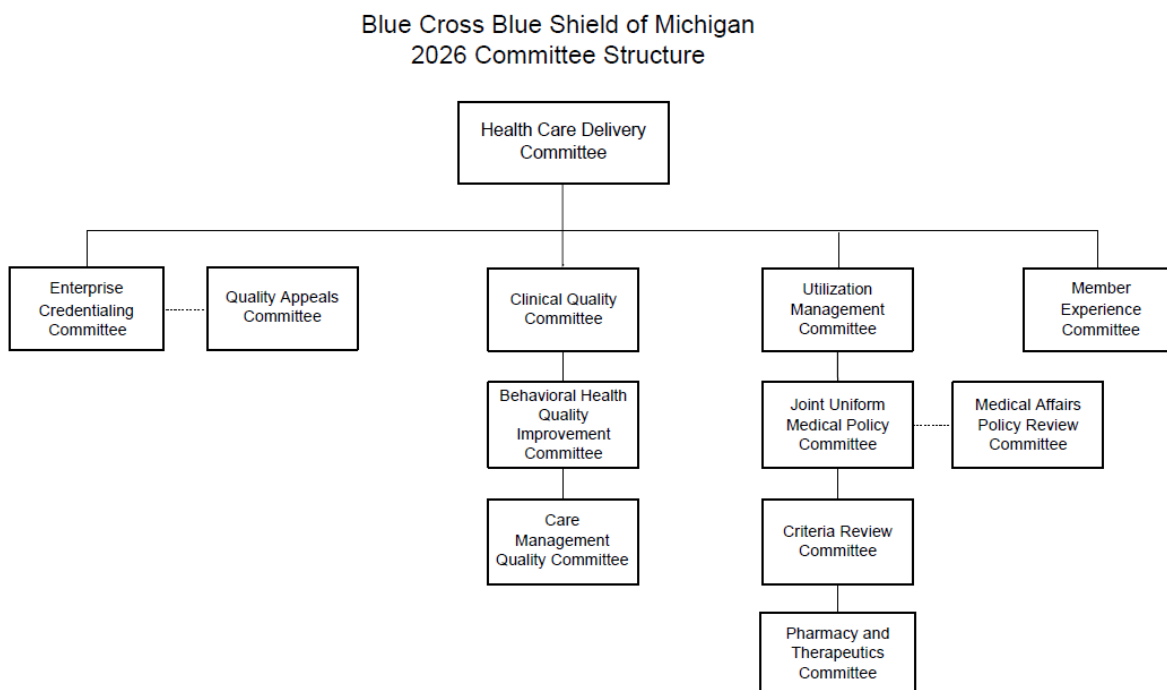 Blue Cross Blue Shield of Michigan
2026 Committee Structure
Health Care Delivery
Committee
Enterprise
Credentialing
Committee
Quality Appeals
Committee
Clinical Quality
Committee
Utilization
Management
Committee
Member
Experience
Committee
Behavioral Health
Quality
Improvement
Committee
Joint Uniform
Medical Policy
Committee
Medical Affairs
Policy Review
Committee
Care
Management
Quality Committee
Criteria Review
Committee
Pharmacy and
Therapeutics
Committee